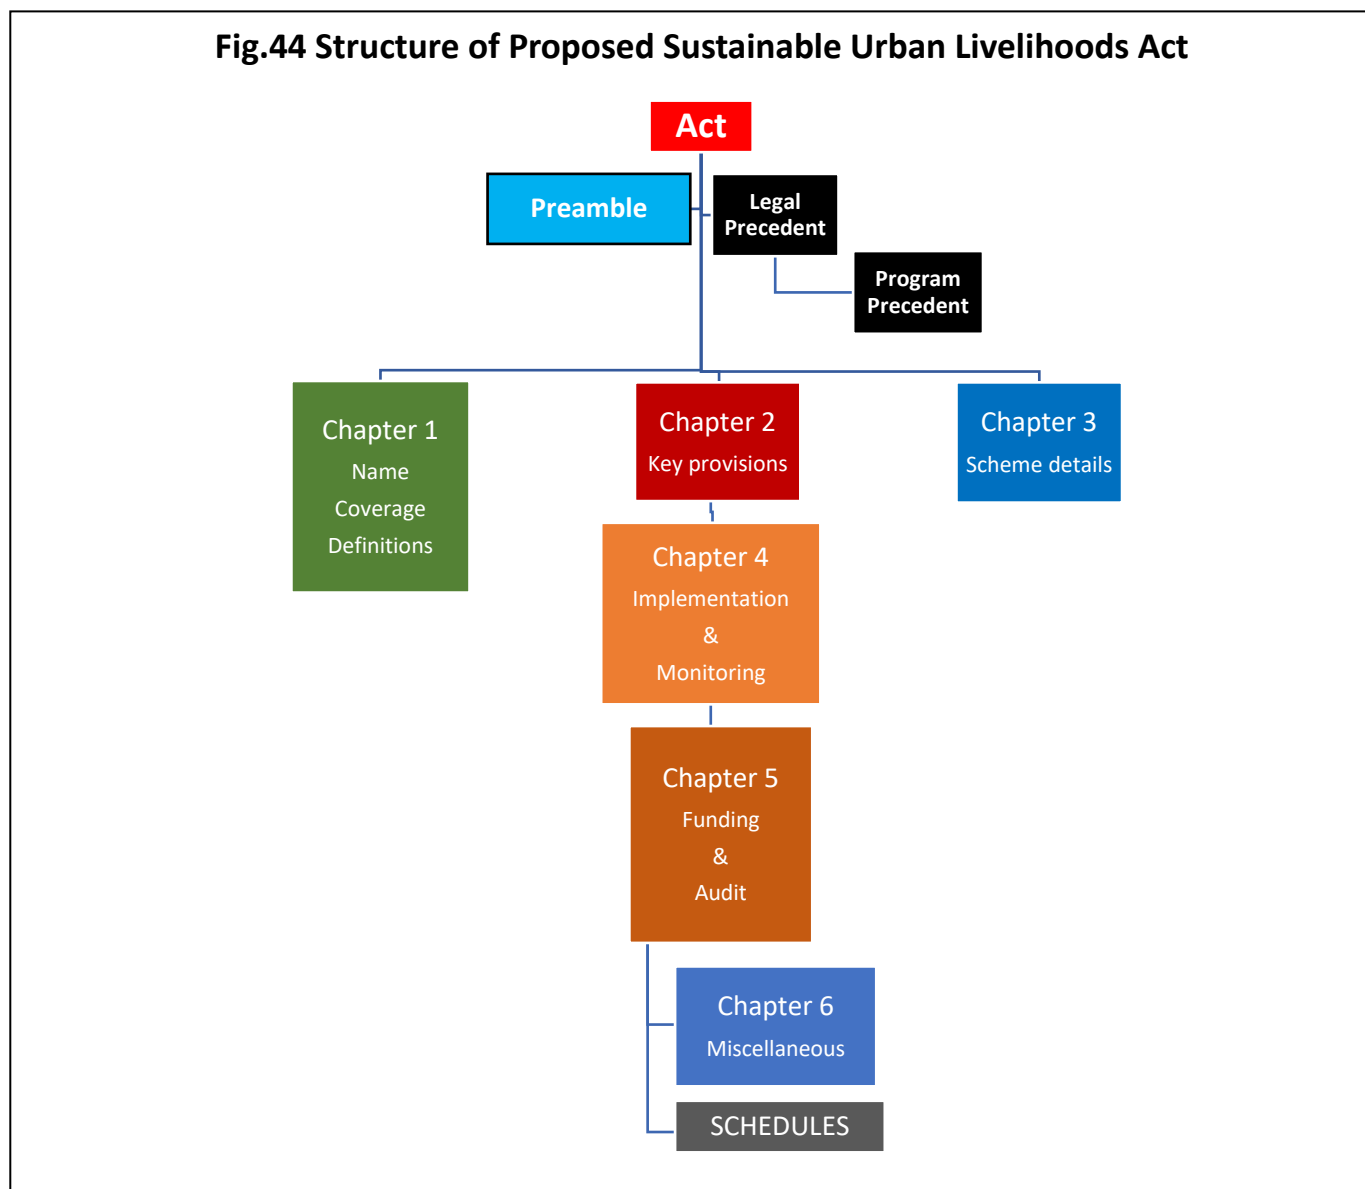 Fig.44 Structure of Proposed Sustainable Urban Livelihoods Act
Act
Preamble
Legal
Precedent
Program
Precedent
Chapter 1
Name
Coverage
Definitions
Chapter 2
Key provisions
Chapter 3
Scheme details
Chapter 4
Implementation
&
Monitoring
Chapter 5
Funding
&
Audit
Chapter 6
Miscellaneous
SCHEDULES